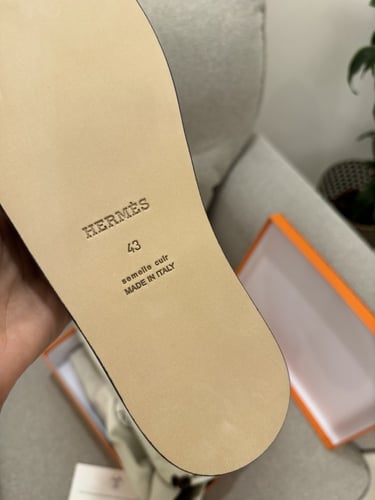 HERMÈS
43
semelle cuir
MADE IN ITALY